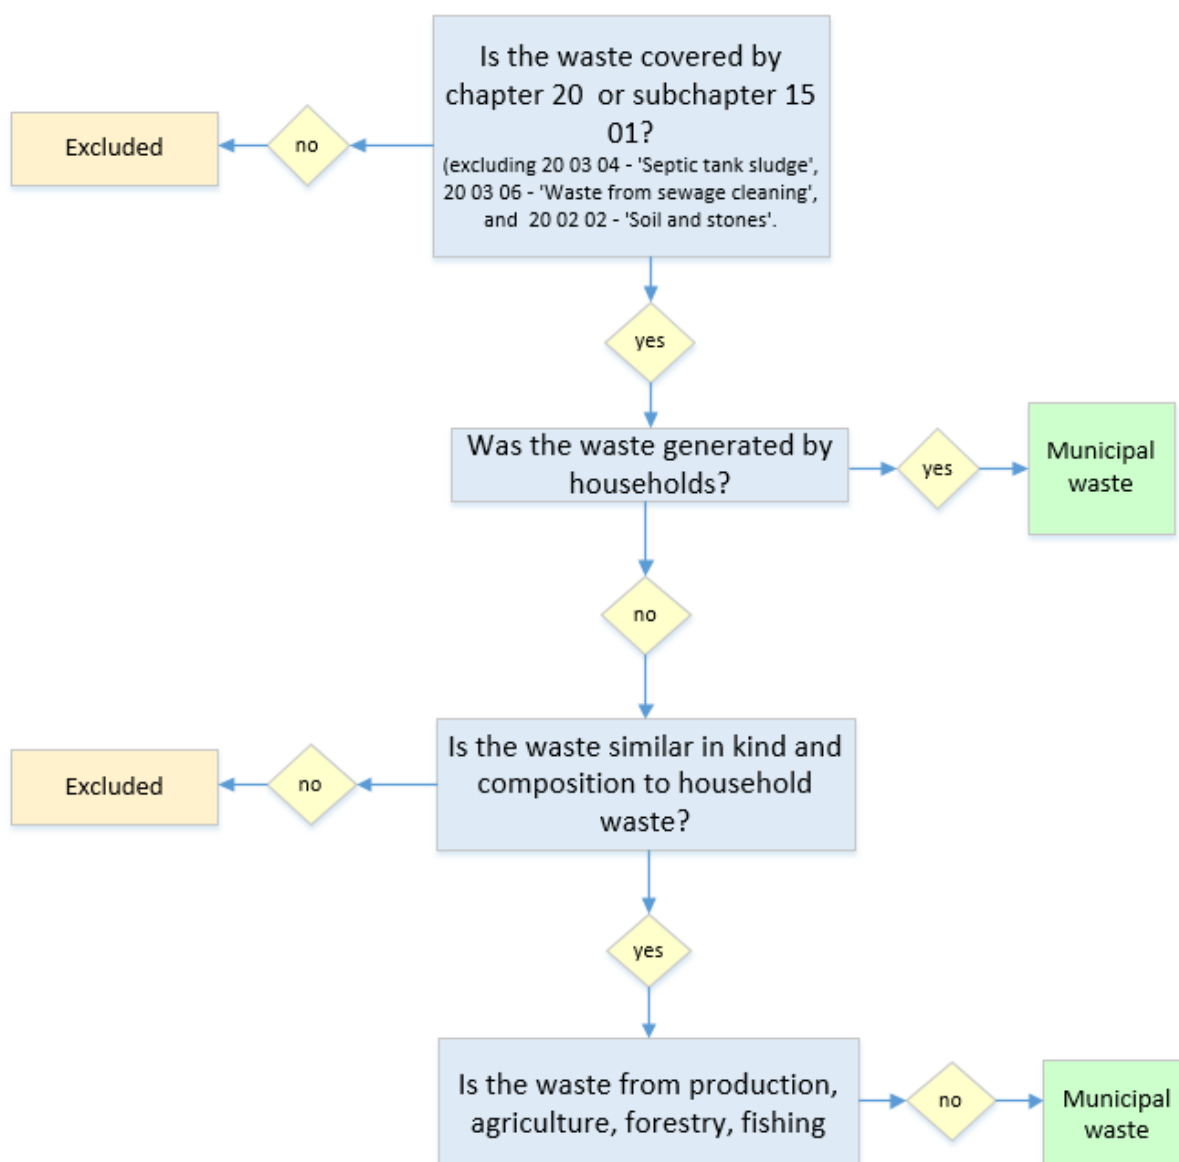 Is the waste covered by
chapter 20 or subchapter 15
01?
(excluding 20 03 04 - 'Septic tank sludge',
20 03 06 - 'Waste from sewage cleaning',
and 20 02 02 - 'Soil and stones'.
no
Excluded
yes
Was the waste generated by
households?
yes
Municipal
waste
no
Is the waste similar in kind and
composition to household
waste?
no
Excluded
yes
Is the waste from production,
agriculture, forestry, fishing
no
Municipal
waste